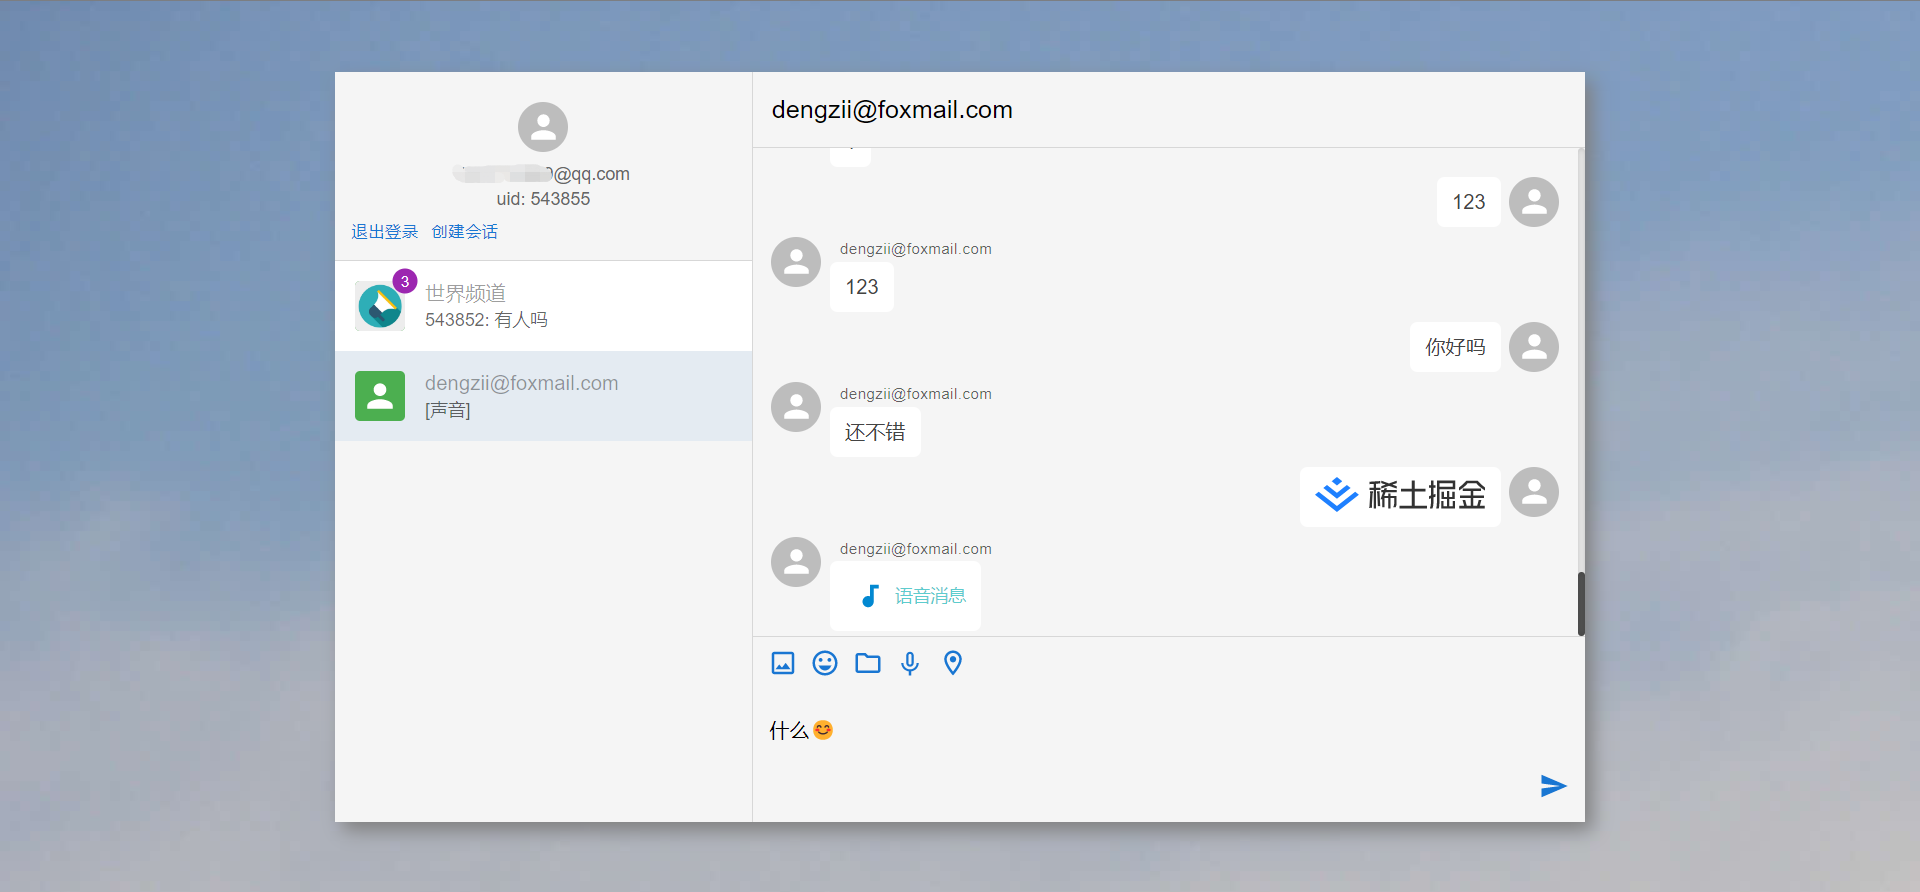 @qq.com
uid: 543855
退出登录 创建会话
3
世界频道
543852: 有人吗
dengzii@foxmail.com
[声音]
dengzii@foxmail.com
123
dengzii@foxmail.com
123
你好吗
dengzii@foxmail.com
还不错
稀土掘金
dengzii@foxmail.com
语音消息
什么😊